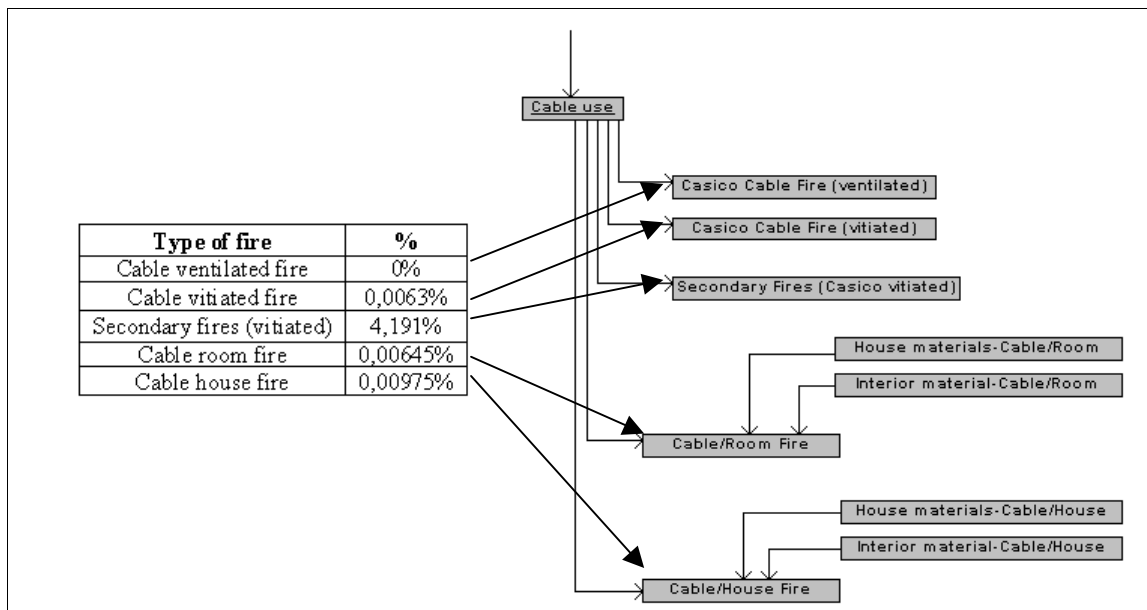 Cable use
Casico Cable Fire (ventilated)
Casico Cable Fire (vitiated)
Secondary Fires (Casico vitiated)
Type of fire %
Cable ventilated fire 0%
Cable vitiated fire 0,0063%
Secondary fires (vitiated) 4,191%
Cable room fire 0,00645%
Cable house fire 0,00975%
House materials-Cable/Room
Interior material-Cable/Room
Cable/Room Fire
House materials-Cable/House
Interior material-Cable/House
Cable/House Fire